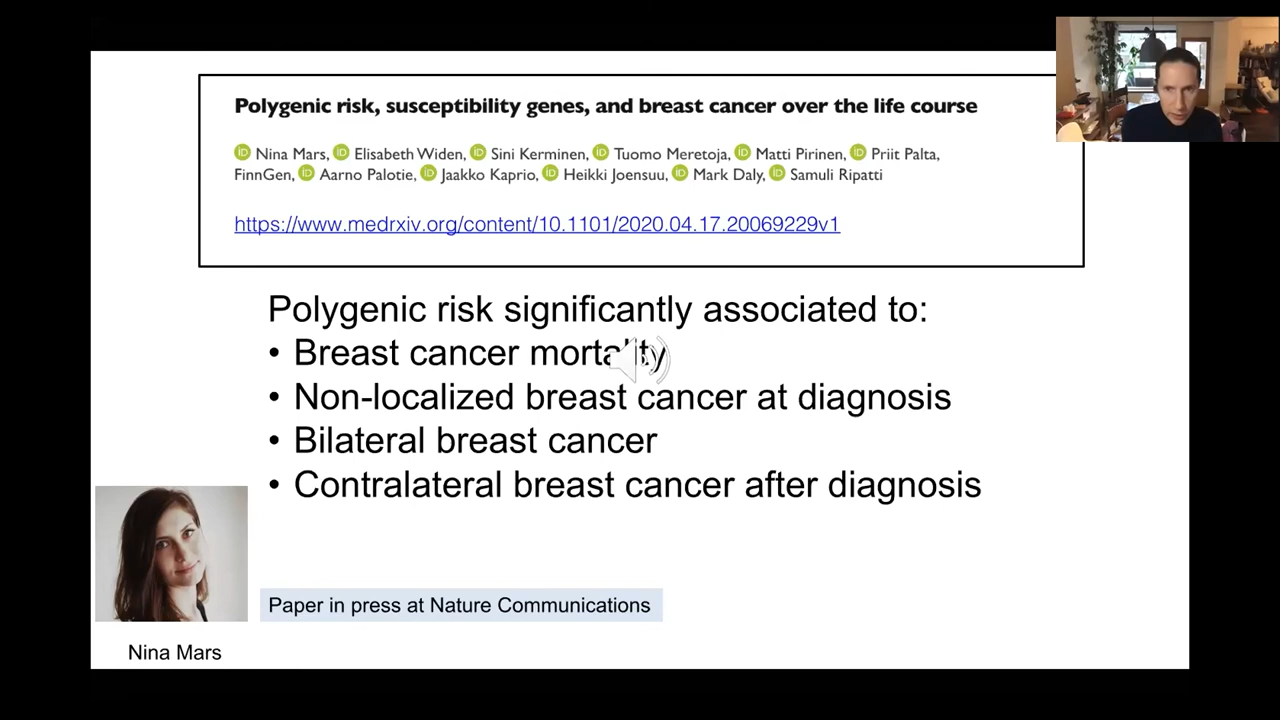 Polygenic risk, susceptibility genes, and breast cancer over the life course
Nina Mars, Elisabeth Widen, Sini Kerminen, Tuomo Meretoja, Matti Pirinen, Priit Palta,
FinnGen, Aarno Palotie, Jaakko Kaprio, Heikki Joensuu, Mark Daly, Samuli Ripatti
https://www.medrxiv.org/content/10.1101/2020.04.17.20069229v1
Polygenic risk significantly associated to:
• Breast cancer mortality
• Non-localized breast cancer at diagnosis
• Bilateral breast cancer
• Contralateral breast cancer after diagnosis
Paper in press at Nature Communications
Nina Mars